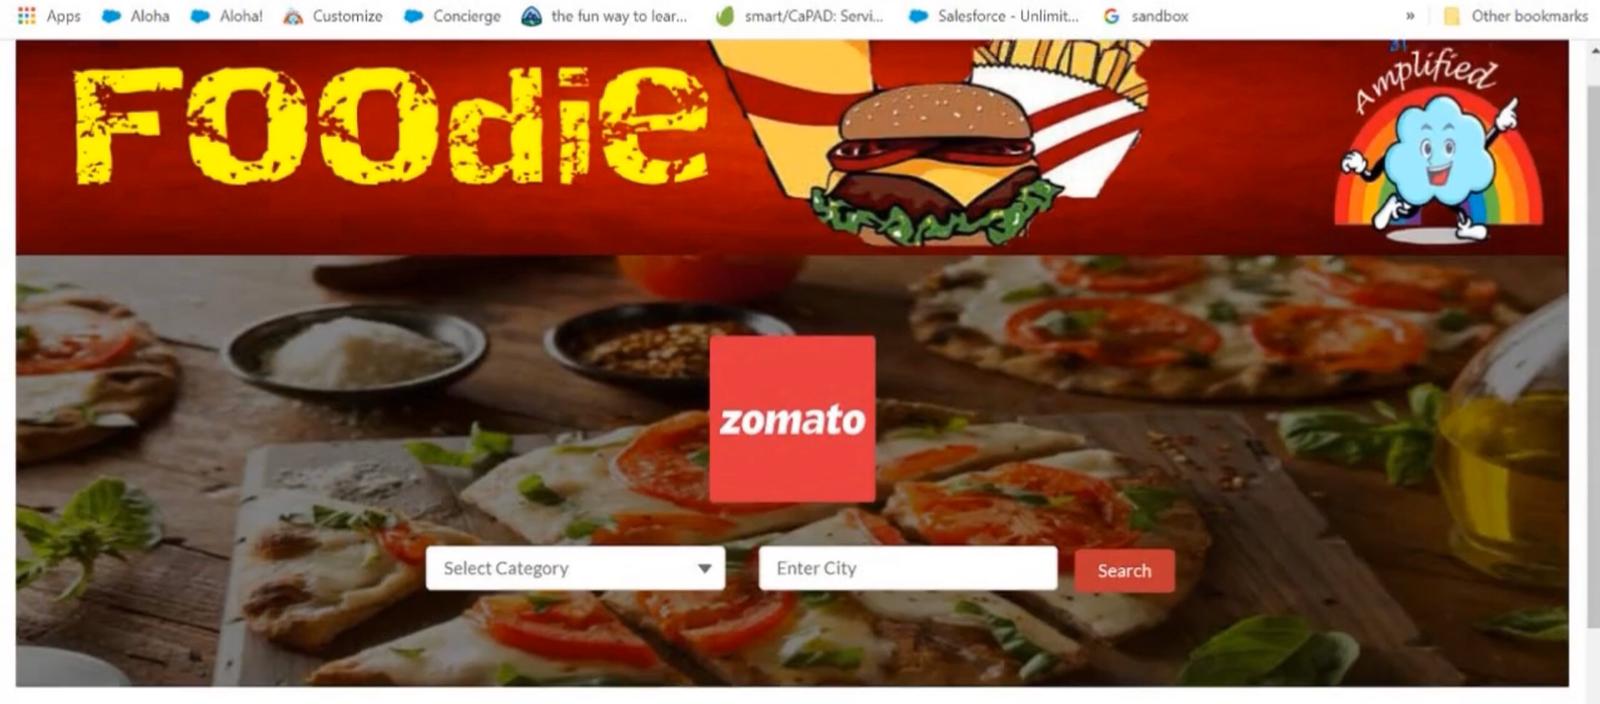 Apps Aloha Aloha! Customize Concierge the fun way to lear... smart/CaPAD: Servi... Salesforce - Unlimit... sandbox » Other bookmarks
FOOdiE
Amplified
zomato
Select Category Enter City Search